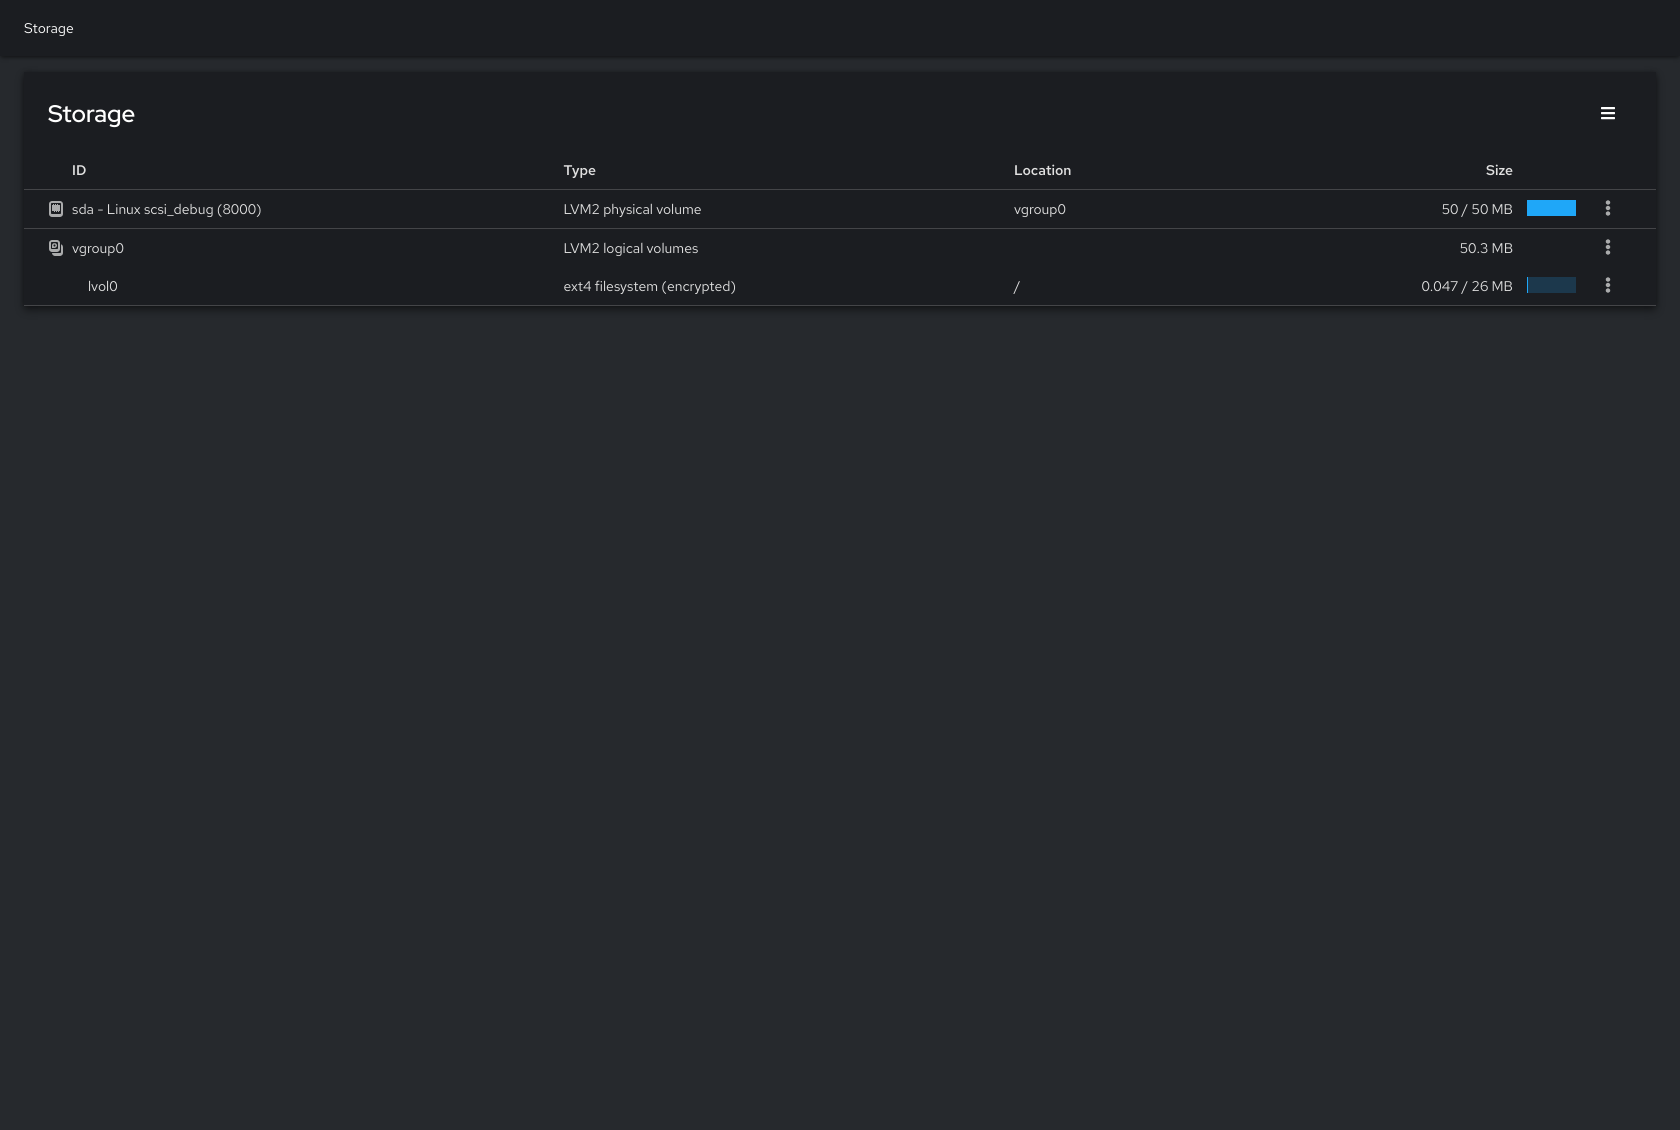 Storage
Storage
ID Type Location Size
sda - Linux scsi_debug (8000) LVM2 physical volume vgroup0 50 / 50 MB
vgroup0 LVM2 logical volumes 50.3 MB
lvol0 ext4 filesystem (encrypted) / 0.047 / 26 MB